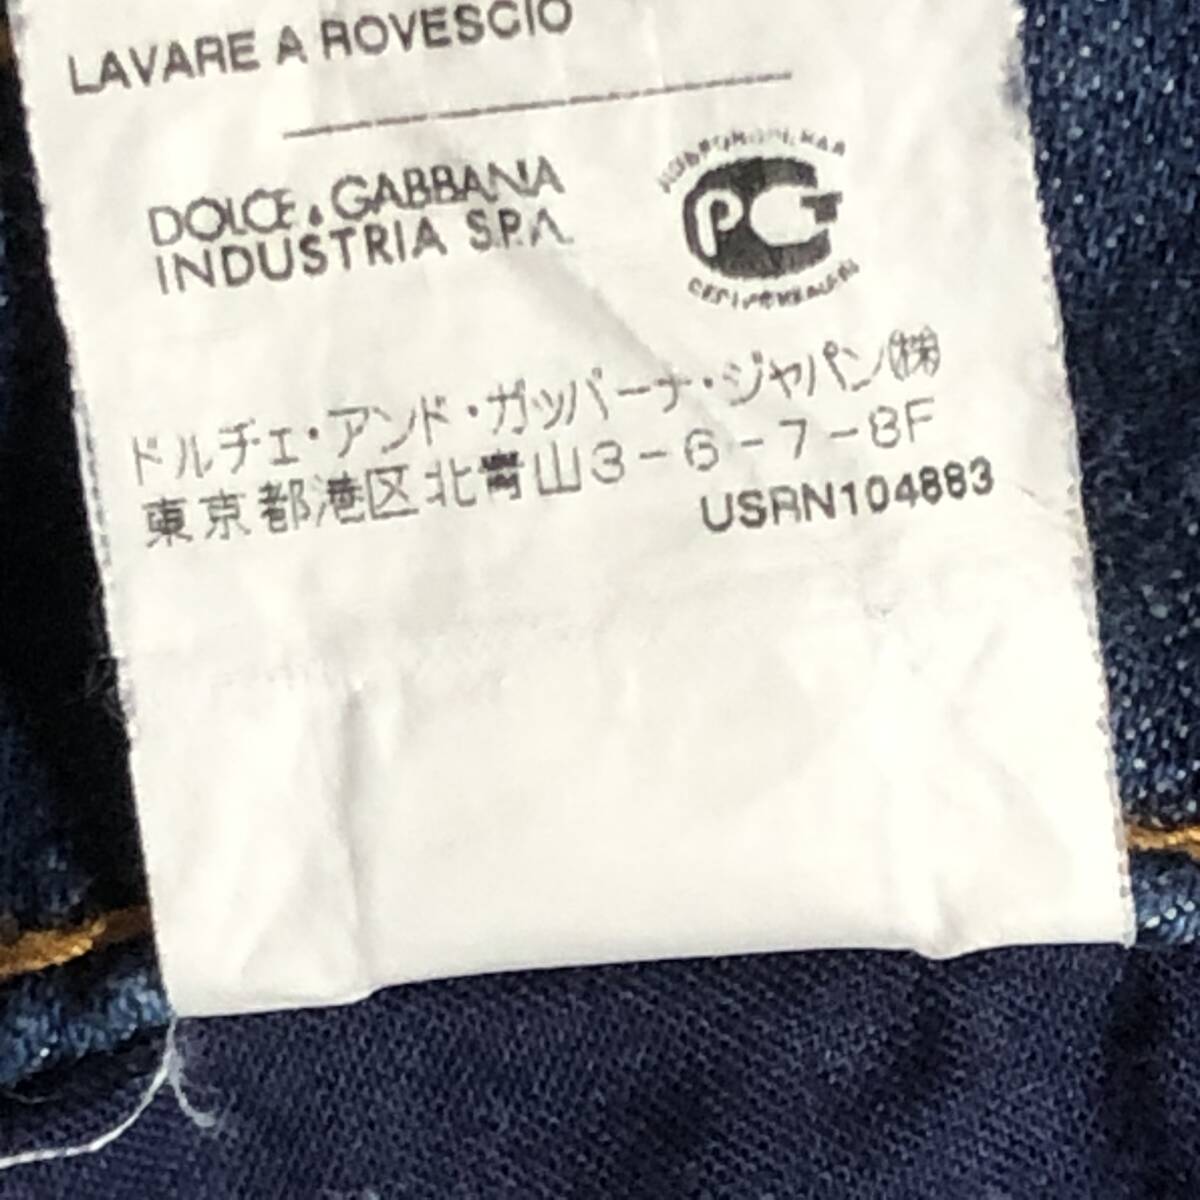 LAVARE A ROVESCIO
DOLCE & GABBANA
INDUSTRIA S.P.A.
PCT
ドルチェ・アンド・ガッバーナ・ジャパン㈱
東京都港区北青山3-6-7-8F
USRN104883